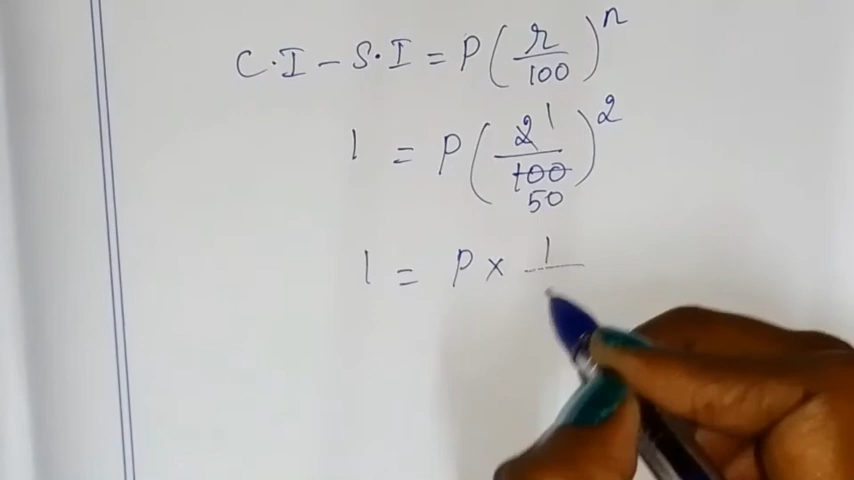 C.I - S.I = P(r/100)^n
1 = P(2 1/100 50)^2
1 = P × 1/